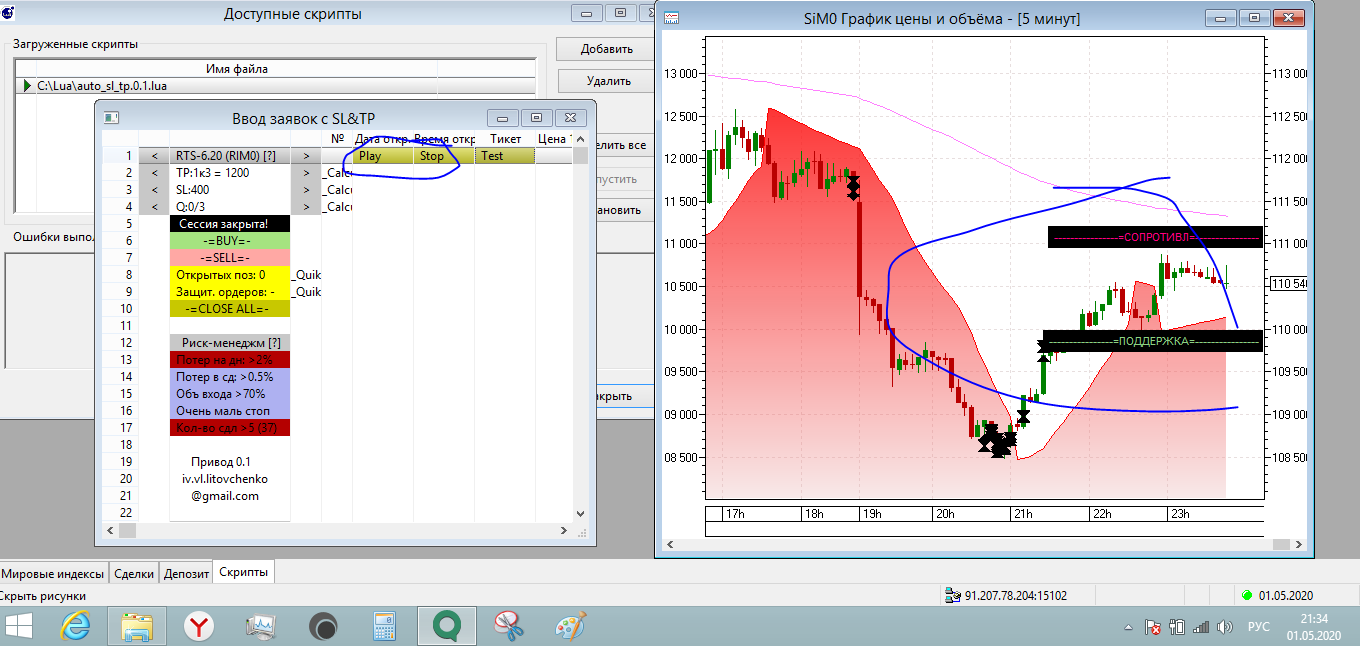 Доступные скрипты
Загруженные скрипты
Имя файла
C:\Lua\auto_sl_tp.0.1.lua
Добавить
Удалить
Ввод заявок с SL&TP
№ Дата откр. Время откр Тикет Цена
1 < RTS-6.20 (RIM0) [?] > Play Stop Test
2 < TP:1к3 = 1200 > _Calc
3 < SL:400 > _Calc
4 < Q:0/3 > _Calc
5 Сессия закрыта!
6 -=BUY=-
7 -=SELL=-
8 Открытых поз: 0 _Quik
9 Защит. ордеров: - _Quik
10 -=CLOSE ALL=-
11
12 Риск-менеджм [?]
13 Потер на дн: >2%
14 Потер в сд: >0.5%
15 Объ входа >70%
16 Очень маль стоп
17 Кол-во сдл >5 (37)
18
19 Привод 0.1
20 iv.vl.litovchenko
21 @gmail.com
22
елить все
пустить
ановить
Ошибки выпол
крыть
SiM0 График цены и объёма - [5 минут]
13 000 113 000
12 500 112 500
12 000 112 000
11 500 111 500
11 000 111 000
10 500 110 540
10 000 110 000
09 500 109 500
09 000 109 000
08 500 108 500
=СОПРОТИВЛ=
=ПОДДЕРЖКА=
17h 18h 19h 20h 21h 22h 23h
Мировые индексы Сделки Депозит Скрипты
Скрыть рисунки
91.207.78.204:15102
01.05.2020
РУС
21:34
01.05.2020